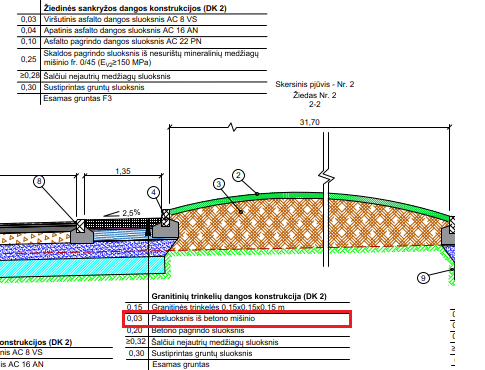 Žiedinės sankryžos dangos konstrukcijos (DK 2)
0,03 Viršutinis asfalto dangos sluoksnis AC 8 VS
0,04 Apatinis asfalto dangos sluoksnis AC 16 AN
0,10 Asfalto pagrindo dangos sluoksnis AC 22 PN
0,25 Skaldos pagrindo sluoksnis iš nesurištų mineralinių medžiagų
mišinio fr. 0/45 (EV2≥150 MPa)
≥0,28 Šalčiui nejautrių medžiagų sluoksnis
0,30 Sustiprintas gruntų sluoksnis
Esamas gruntas F3
Skersinis pjūvis - Nr. 2
Žiedas Nr. 2
2-2
31,70
1,35
8
4
3
2
2,5%
9
Granitinių trinkelių dangos konstrukcija (DK 2)
0,15 Granitinės trinkelės 0,15x0,15x0,15 m
0,03 Pasluoksnis iš betono mišinio
0,20 Betono pagrindo sluoksnis
≥0,32 Šalčiui nejautrių medžiagų sluoksnis
0,30 Sustiprintas gruntų sluoksnis
Esamas gruntas
konstrukcijos (DK 2)
nis AC 8 VS
is AC 16 AN